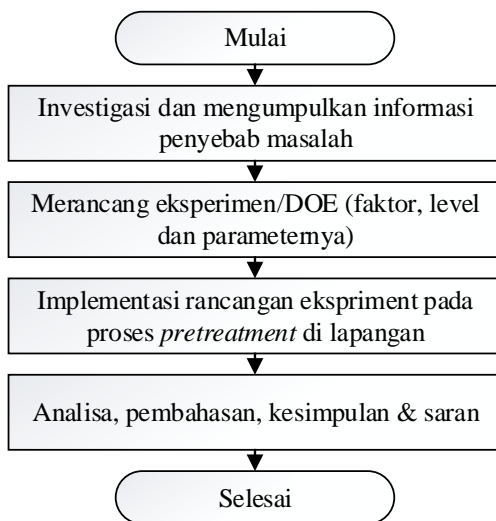 Mulai
Investigasi dan mengumpulkan informasi
penyebab masalah
Merancang eksperimen/DOE (faktor, level
dan parameternya)
Implementasi rancangan ekspriment pada
proses pretreatment di lapangan
Analisa, pembahasan, kesimpulan & saran
Selesai